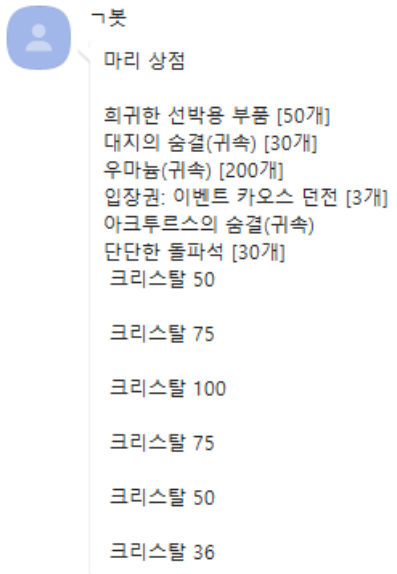 ㄱ봇
마리 상점
희귀한 선박용 부품 [50개]
대지의 숨결(귀속) [30개]
우마늄(귀속) [200개]
입장권: 이벤트 카오스 던전 [3개]
아크투르스의 숨결(귀속)
단단한 돌파석 [30개]
크리스탈 50
크리스탈 75
크리스탈 100
크리스탈 75
크리스탈 50
크리스탈 36